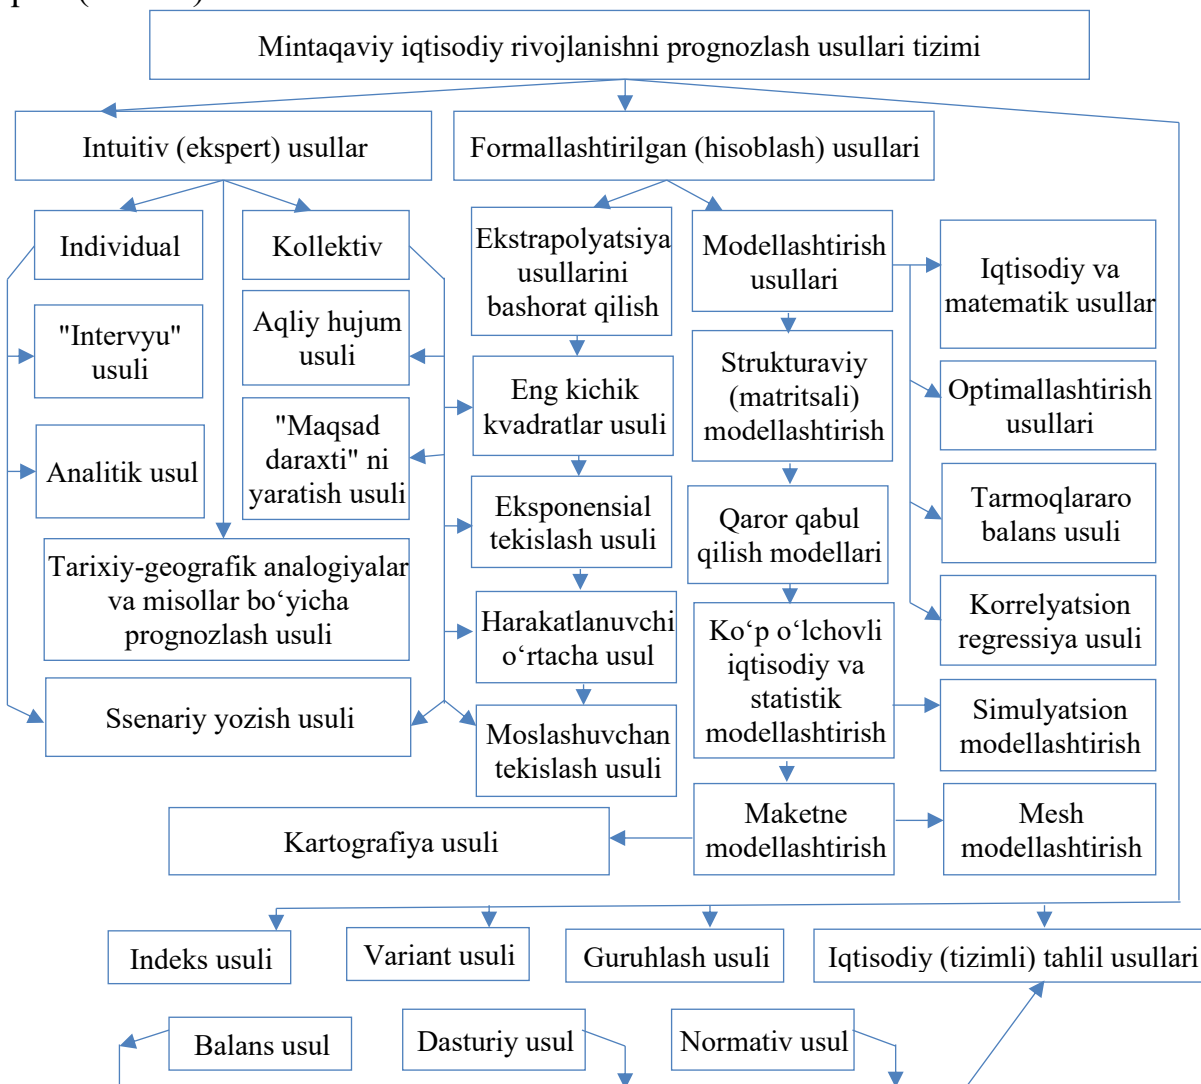 Mintaqaviy iqtisodiy rivojlanishni prognozlash usullari tizimi
Intuitiv (ekspert) usullar
Formallashtirilgan (hisoblash) usullari
Individual
Kollektiv
Ekstrapolyatsiya
usullarini
bashorat qilish
Modellashtirish
usullari
Iqtisodiy va
matematik usullar
"Intervyu"
usuli
Aqliy hujum
usuli
Strukturaviy
(matritsali)
modellashtirish
Eng kichik
kvadratlar usuli
Optimallashtirish
usullari
Analitik usul
"Maqsad
daraxti" ni
yaratish usuli
Eksponensial
tekislash usuli
Qaror qabul
qilish modellari
Tarmoqlararo
balans usuli
Tarixiy-geografik analogiyalar
va misollar bo‘yicha
prognozlash usuli
Harakatlanuvchi
o‘rtacha usul
Ko‘p o‘lchovli
iqtisodiy va
statistik
modellashtirish
Korrelyatsion
regressiya usuli
Ssenariy yozish usuli
Moslashuvchan
tekislash usuli
Simulyatsion
modellashtirish
Kartografiya usuli
Maketne
modellashtirish
Mesh
modellashtirish
Indeks usuli
Variant usuli
Guruhlash usuli
Iqtisodiy (tizimli) tahlil usullari
Balans usul
Dasturiy usul
Normativ usul